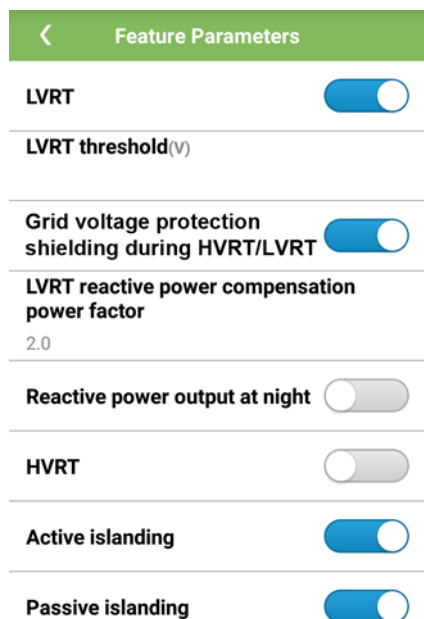 Feature Parameters
LVRT
LVRT threshold(V)
Grid voltage protection
shielding during HVRT/LVRT
LVRT reactive power compensation
power factor
2.0
Reactive power output at night
HVRT
Active islanding
Passive islanding